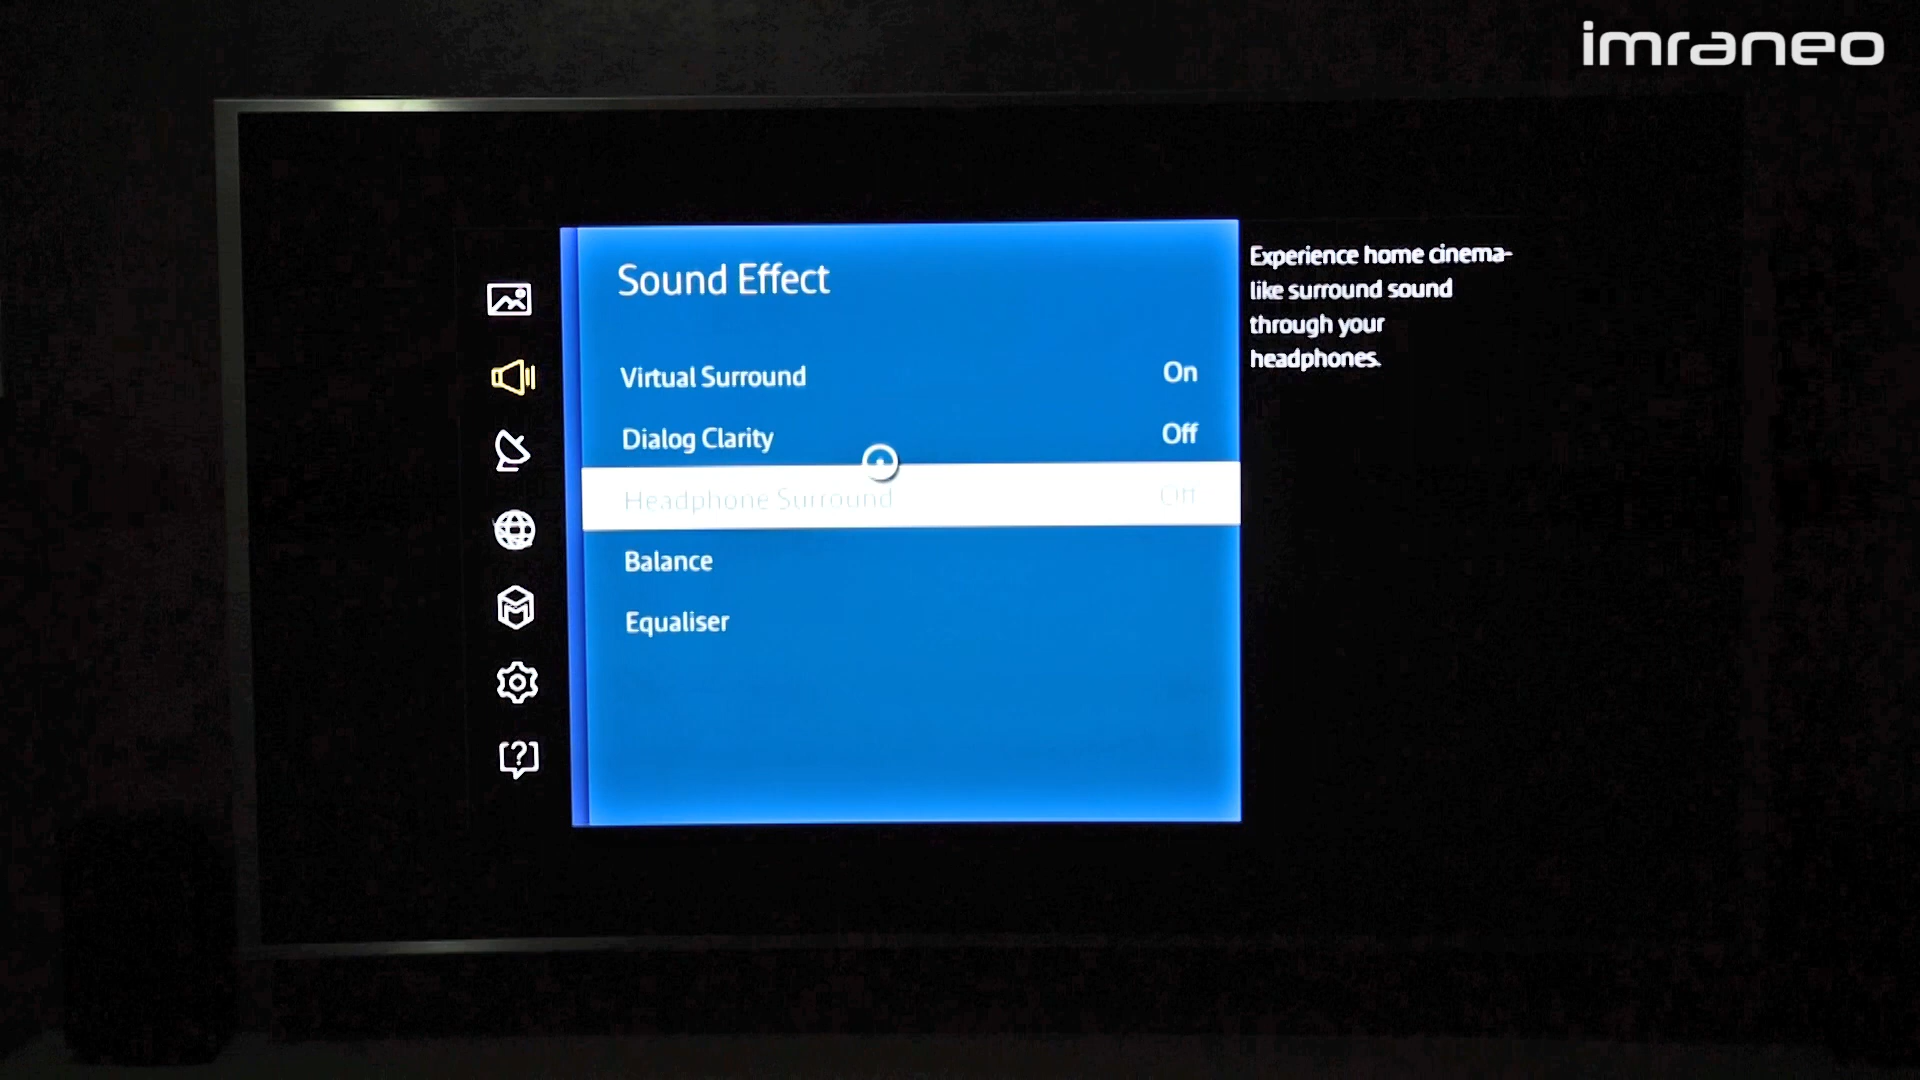 imraneo
Sound Effect
Virtual Surround On
Dialog Clarity Off
Headphone Surround Off
Balance
Equaliser
Experience home cinema-
like surround sound
through your
headphones.